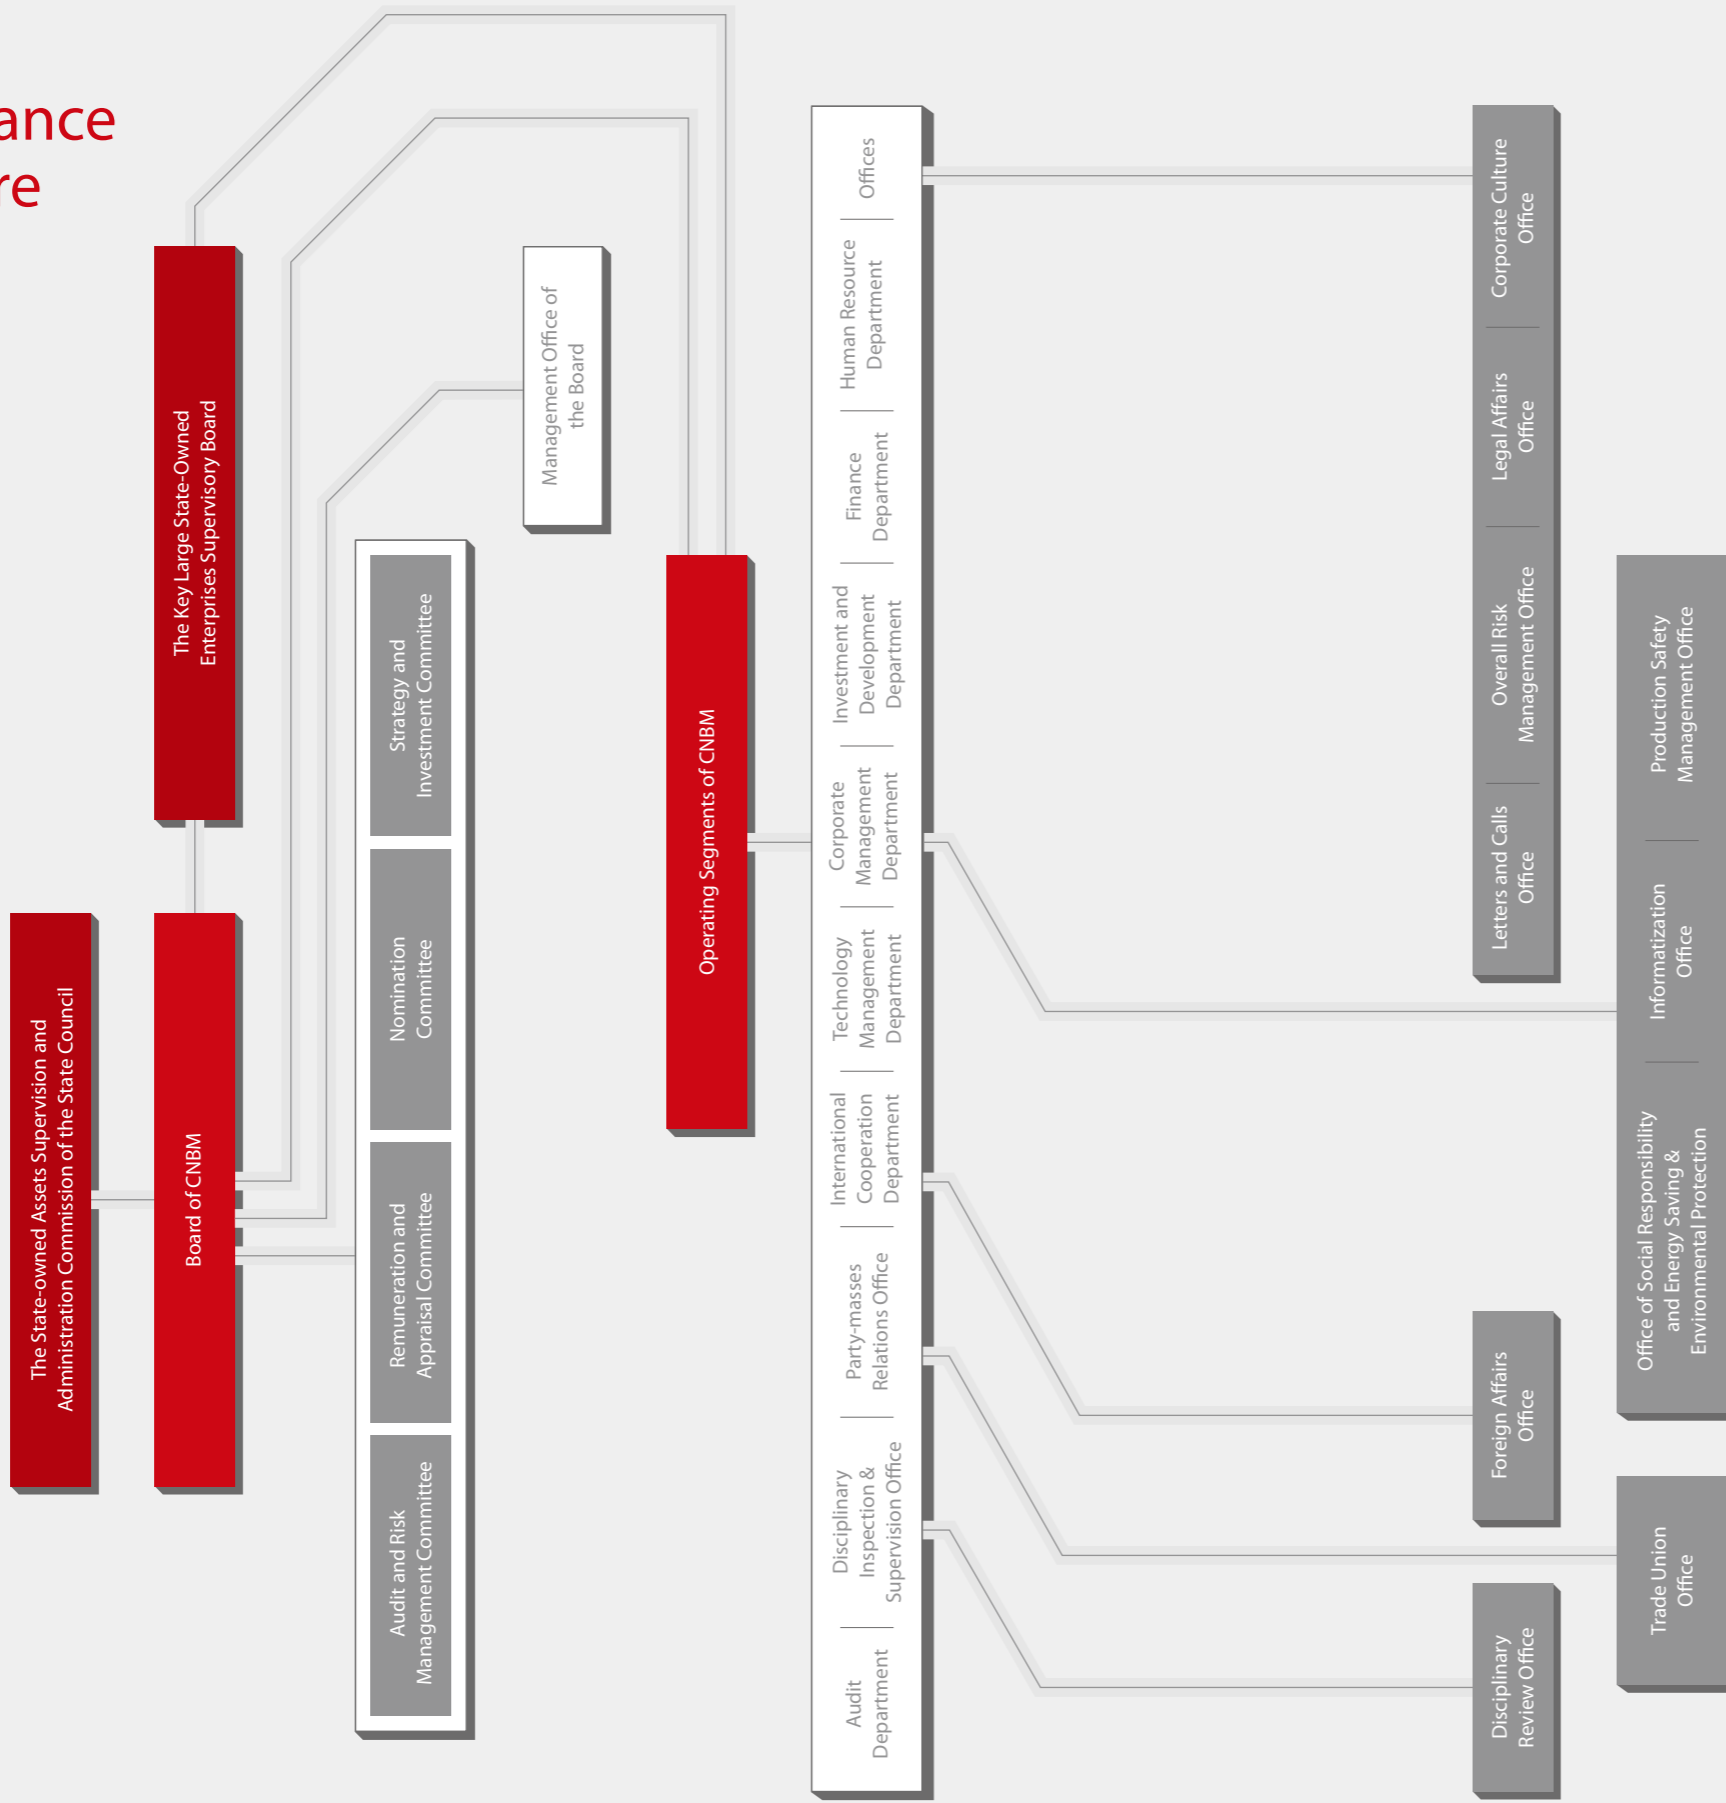 ance
re
The State-owned Assets Supervision and
Administration Commission of the State Council
Board of CNBM
The Key Large State-Owned
Enterprises Supervisory Board
Audit and Risk
Management Committee
Remuneration and
Appraisal Committee
Nomination
Committee
Strategy and
Investment Committee
Management Office of
the Board
Operating Segments of CNBM
Audit
Department
Disciplinary
Inspection &
Supervision Office
Party-masses
Relations Office
International
Cooperation
Department
Technology
Management
Department
Corporate
Management
Department
Investment and
Development
Department
Finance
Department
Human Resource
Department
Offices
Disciplinary
Review Office
Foreign Affairs
Office
Letters and Calls
Office
Overall Risk
Management Office
Legal Affairs
Office
Corporate Culture
Office
Trade Union
Office
Office of Social Responsibility
and Energy Saving &
Environmental Protection
Informatization
Office
Production Safety
Management Office